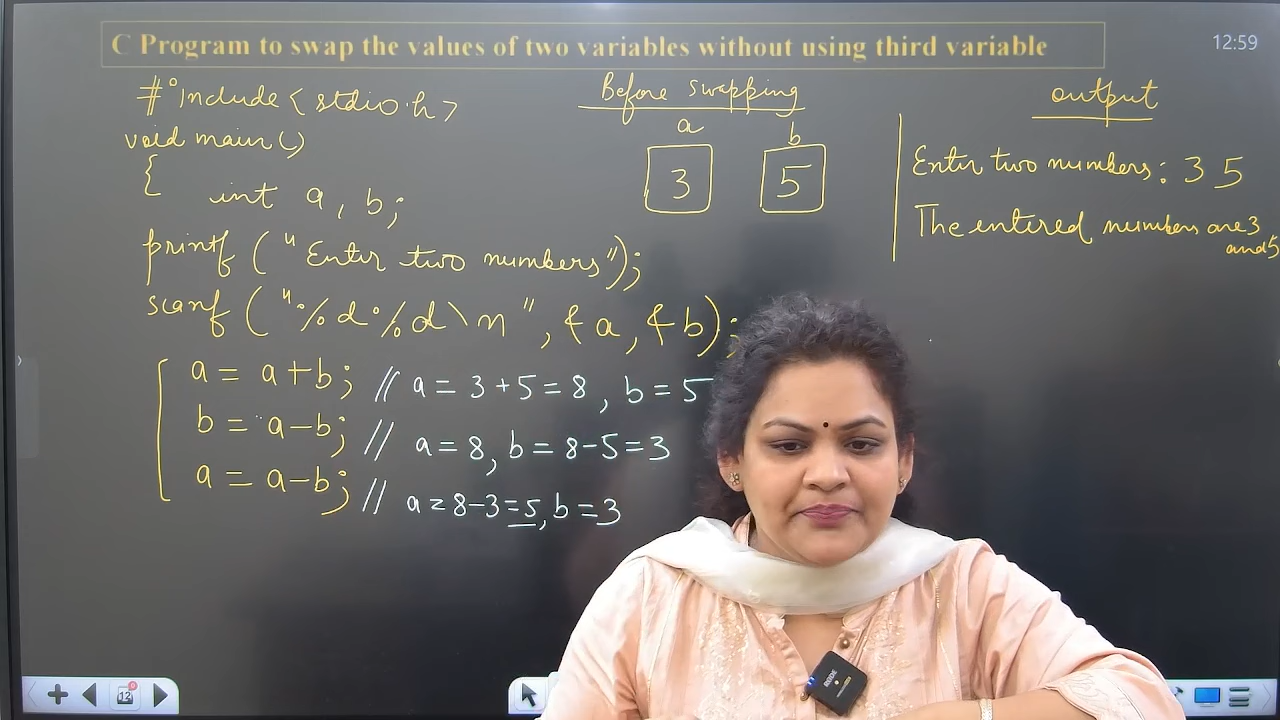 C Program to swap the values of two variables without using third variable
12:59
#include<stdio.h>
void main()
{
int a, b;
printf ("Enter two numbers");
scanf ("%d%d\n", &a, &b);
a = a+b; // a = 3+5=8, b=5
b = a-b; // a=8, b=8-5=3
a = a-b; // a=8-3=5, b=3
Before swapping
a b
3 5
output
Enter two numbers: 3 5
The entered numbers are 3
and 5
12